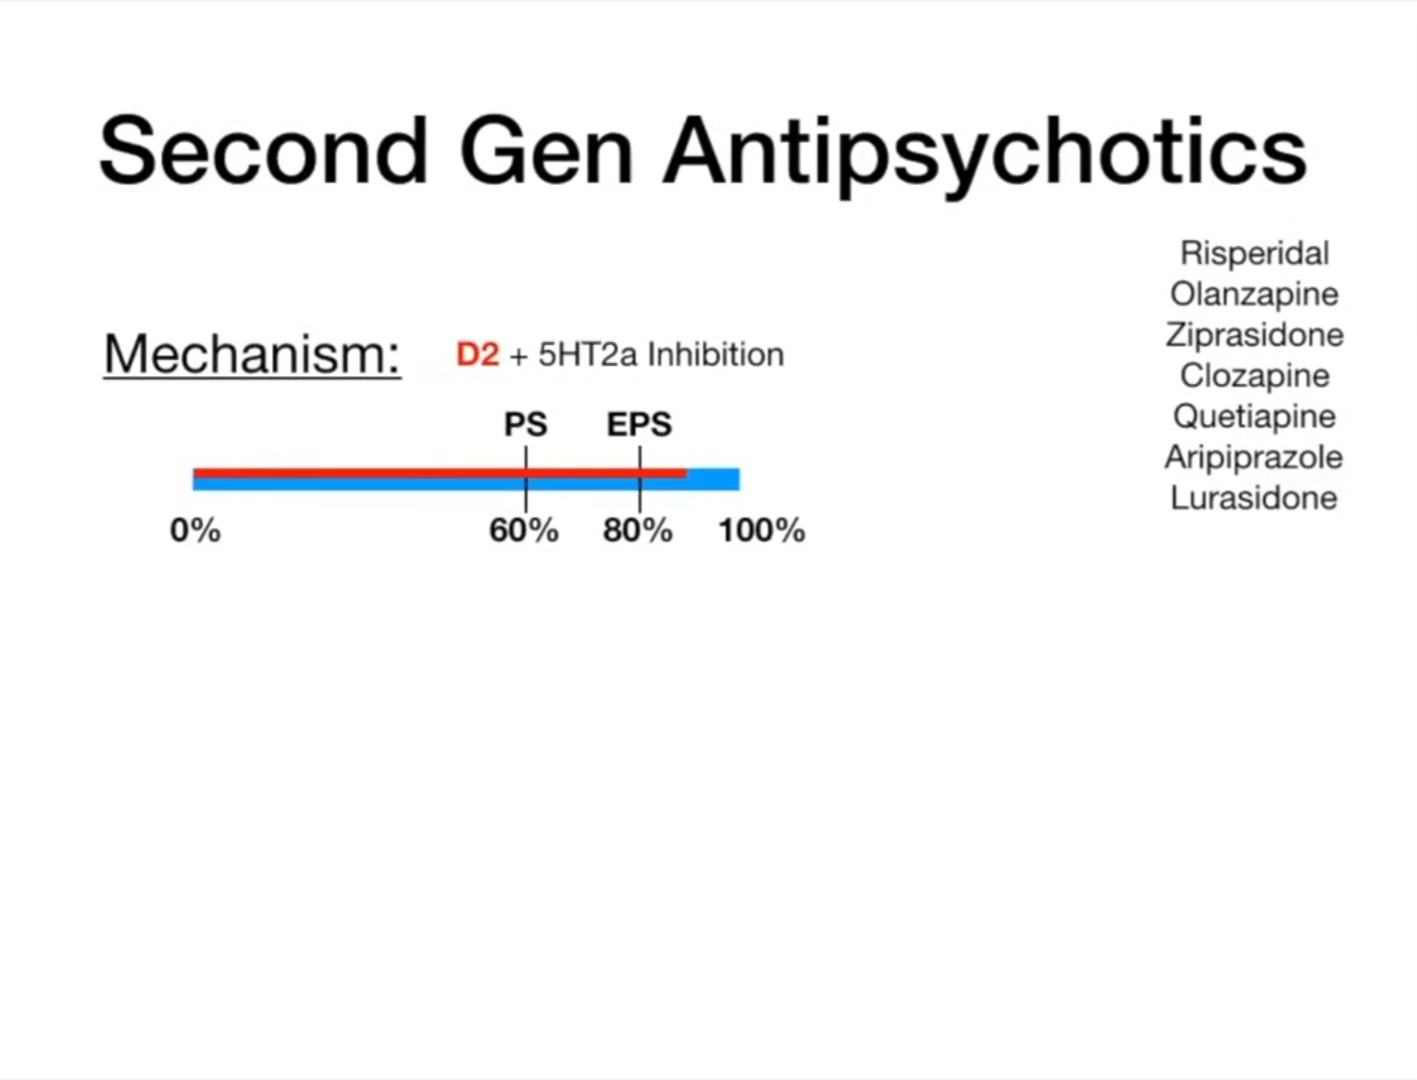 Second Gen Antipsychotics
Risperidal
Olanzapine
Ziprasidone
Clozapine
Quetiapine
Aripiprazole
Lurasidone
Mechanism: D2 + 5HT2a Inhibition
PS EPS
0% 60% 80% 100%